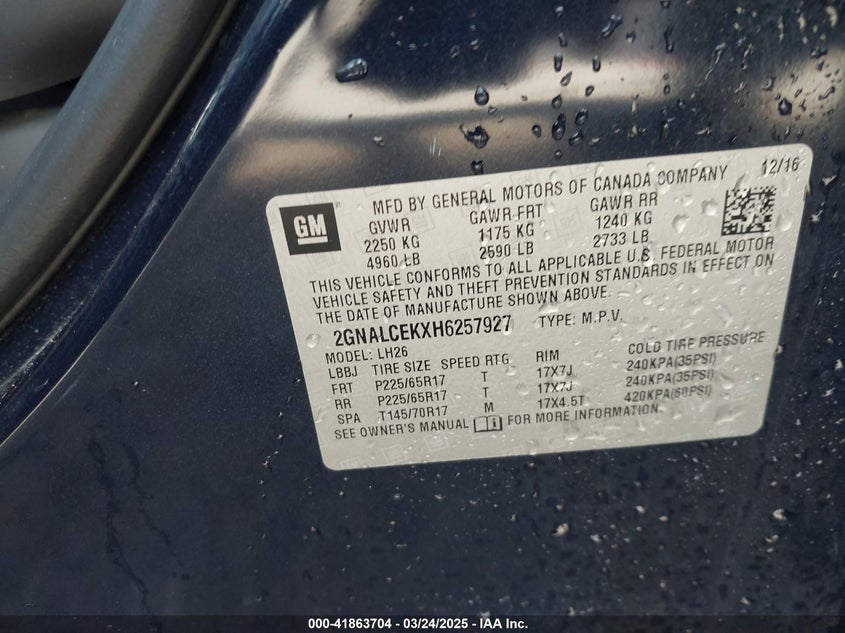 MFD BY GENERAL MOTORS OF CANADA COMPANY 12/16
GM
GVWR GAWR FRT GAWR RR
2250 KG 1175 KG 1240 KG
4960 LB 2590 LB 2733 LB
THIS VEHICLE CONFORMS TO ALL APPLICABLE U.S. FEDERAL MOTOR
VEHICLE SAFETY AND THEFT PREVENTION STANDARDS IN EFFECT ON
THE DATE OF MANUFACTURE SHOWN ABOVE.
2GNALCEKXH6257927 TYPE: M.P.V.
MODEL: LH26
LBBJ TIRE SIZE SPEED RTG RIM COLD TIRE PRESSURE
FRT P225/65R17 T 17X7J 240KPA(35PSI)
RR P225/65R17 T 17X7J 240KPA(35PSI)
SPA T145/70R17 M 17X4.5T 420KPA(60PSI)
SEE OWNER'S MANUAL FOR MORE INFORMATION.
000-41863704 - 03/24/2025 - IAA Inc.